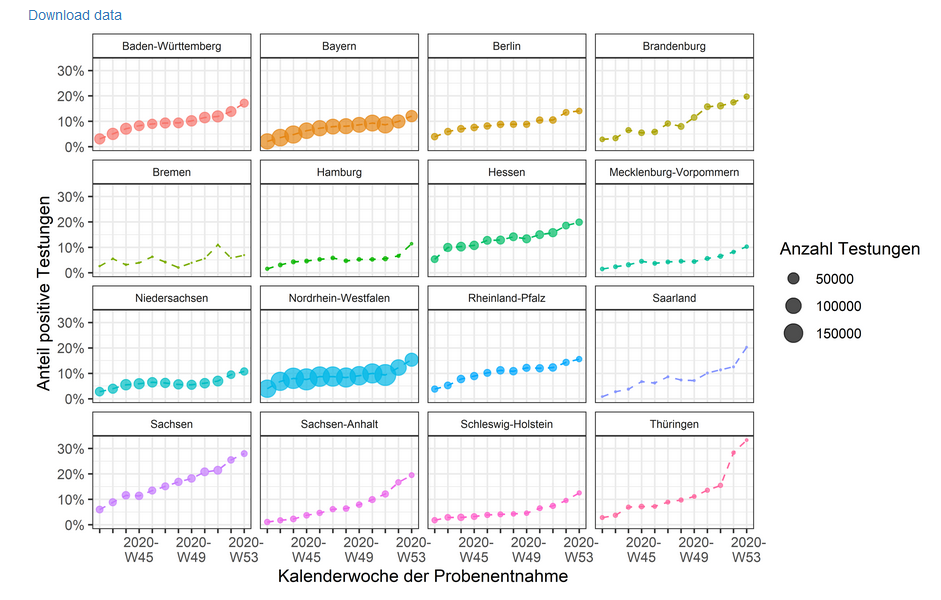 Download data
Baden-Württemberg
Bayern
Berlin
Brandenburg
30%
20%
10%
0%
Bremen
Hamburg
Hessen
Mecklenburg-Vorpommern
30%
20%
10%
0%
Niedersachsen
Nordrhein-Westfalen
Rheinland-Pfalz
Saarland
30%
20%
10%
0%
Sachsen
Sachsen-Anhalt
Schleswig-Holstein
Thüringen
30%
20%
10%
0%
2020-
W45
2020-
W49
2020-
W53
2020-
W45
2020-
W49
2020-
W53
2020-
W45
2020-
W49
2020-
W53
2020-
W45
2020-
W49
2020-
W53
Kalenderwoche der Probenentnahme
Anteil positive Testungen
Anzahl Testungen
50000
100000
150000